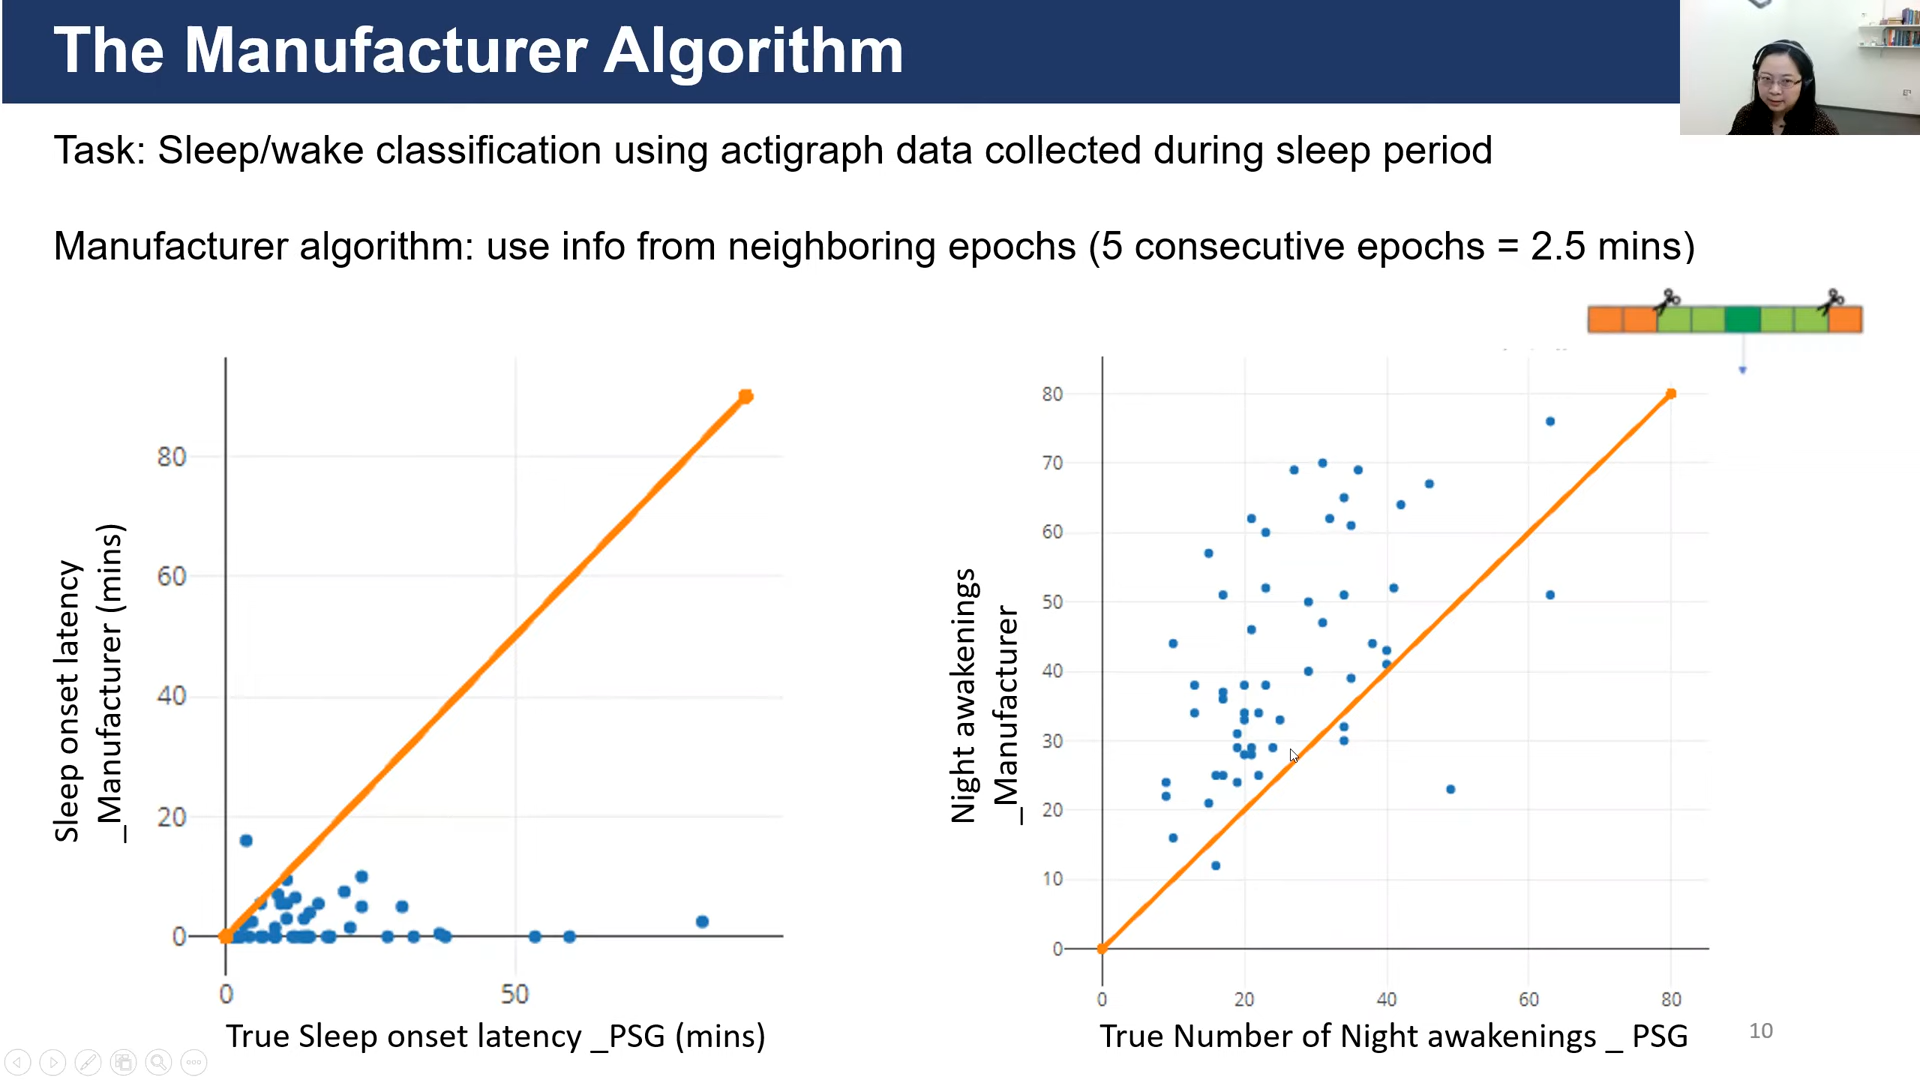 The Manufacturer Algorithm
Task: Sleep/wake classification using actigraph data collected during sleep period
Manufacturer algorithm: use info from neighboring epochs (5 consecutive epochs = 2.5 mins)
Sleep onset latency
_Manufacturer (mins)
80
60
40
20
0
0
50
True Sleep onset latency _PSG (mins)
Night awakenings
_Manufacturer
80
70
60
50
40
30
20
10
0
0
20
40
60
80
True Number of Night awakenings _ PSG
10